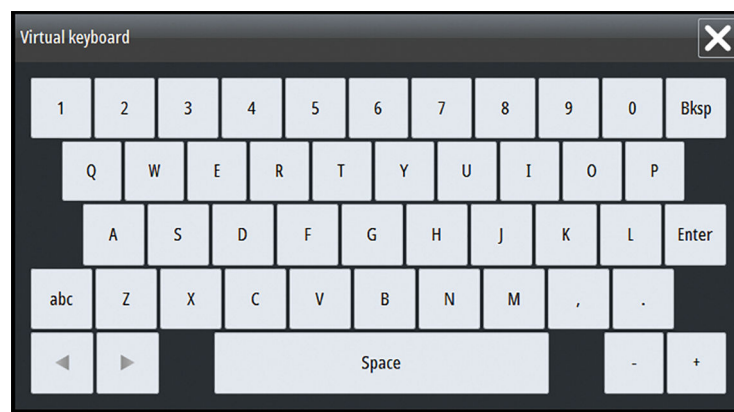 Virtual keyboard
1 2 3 4 5 6 7 8 9 0 Bksp
Q W E R T Y U I O P
A S D F G H J K L Enter
abc Z X C V B N M , .
Space - +